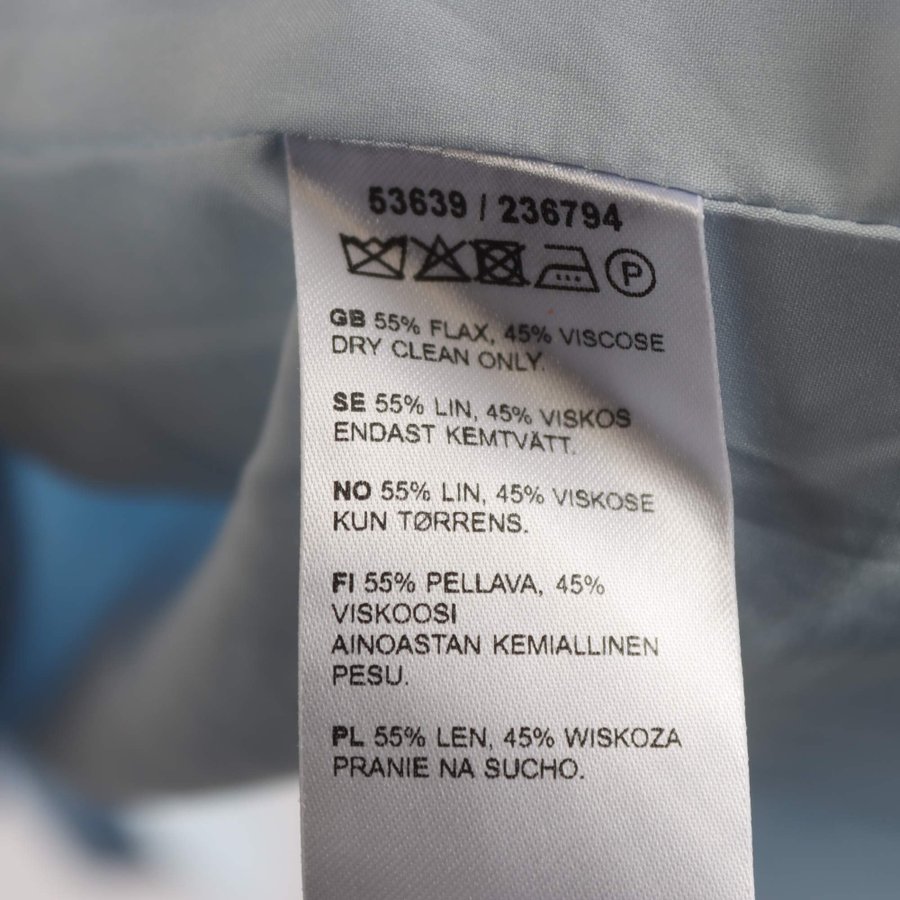 53639 / 236794
P
GB 55% FLAX, 45% VISCOSE
DRY CLEAN ONLY.
SE 55% LIN, 45% VISKOS
ENDAST KEMTVÄTT.
NO 55% LIN, 45% VISKOSE
KUN TØRRENS.
FI 55% PELLAVA, 45%
VISKOOSI
AINOASTAN KEMIALLINEN
PESU.
PL 55% LEN, 45% WISKOZA
PRANIE NA SUCHO.